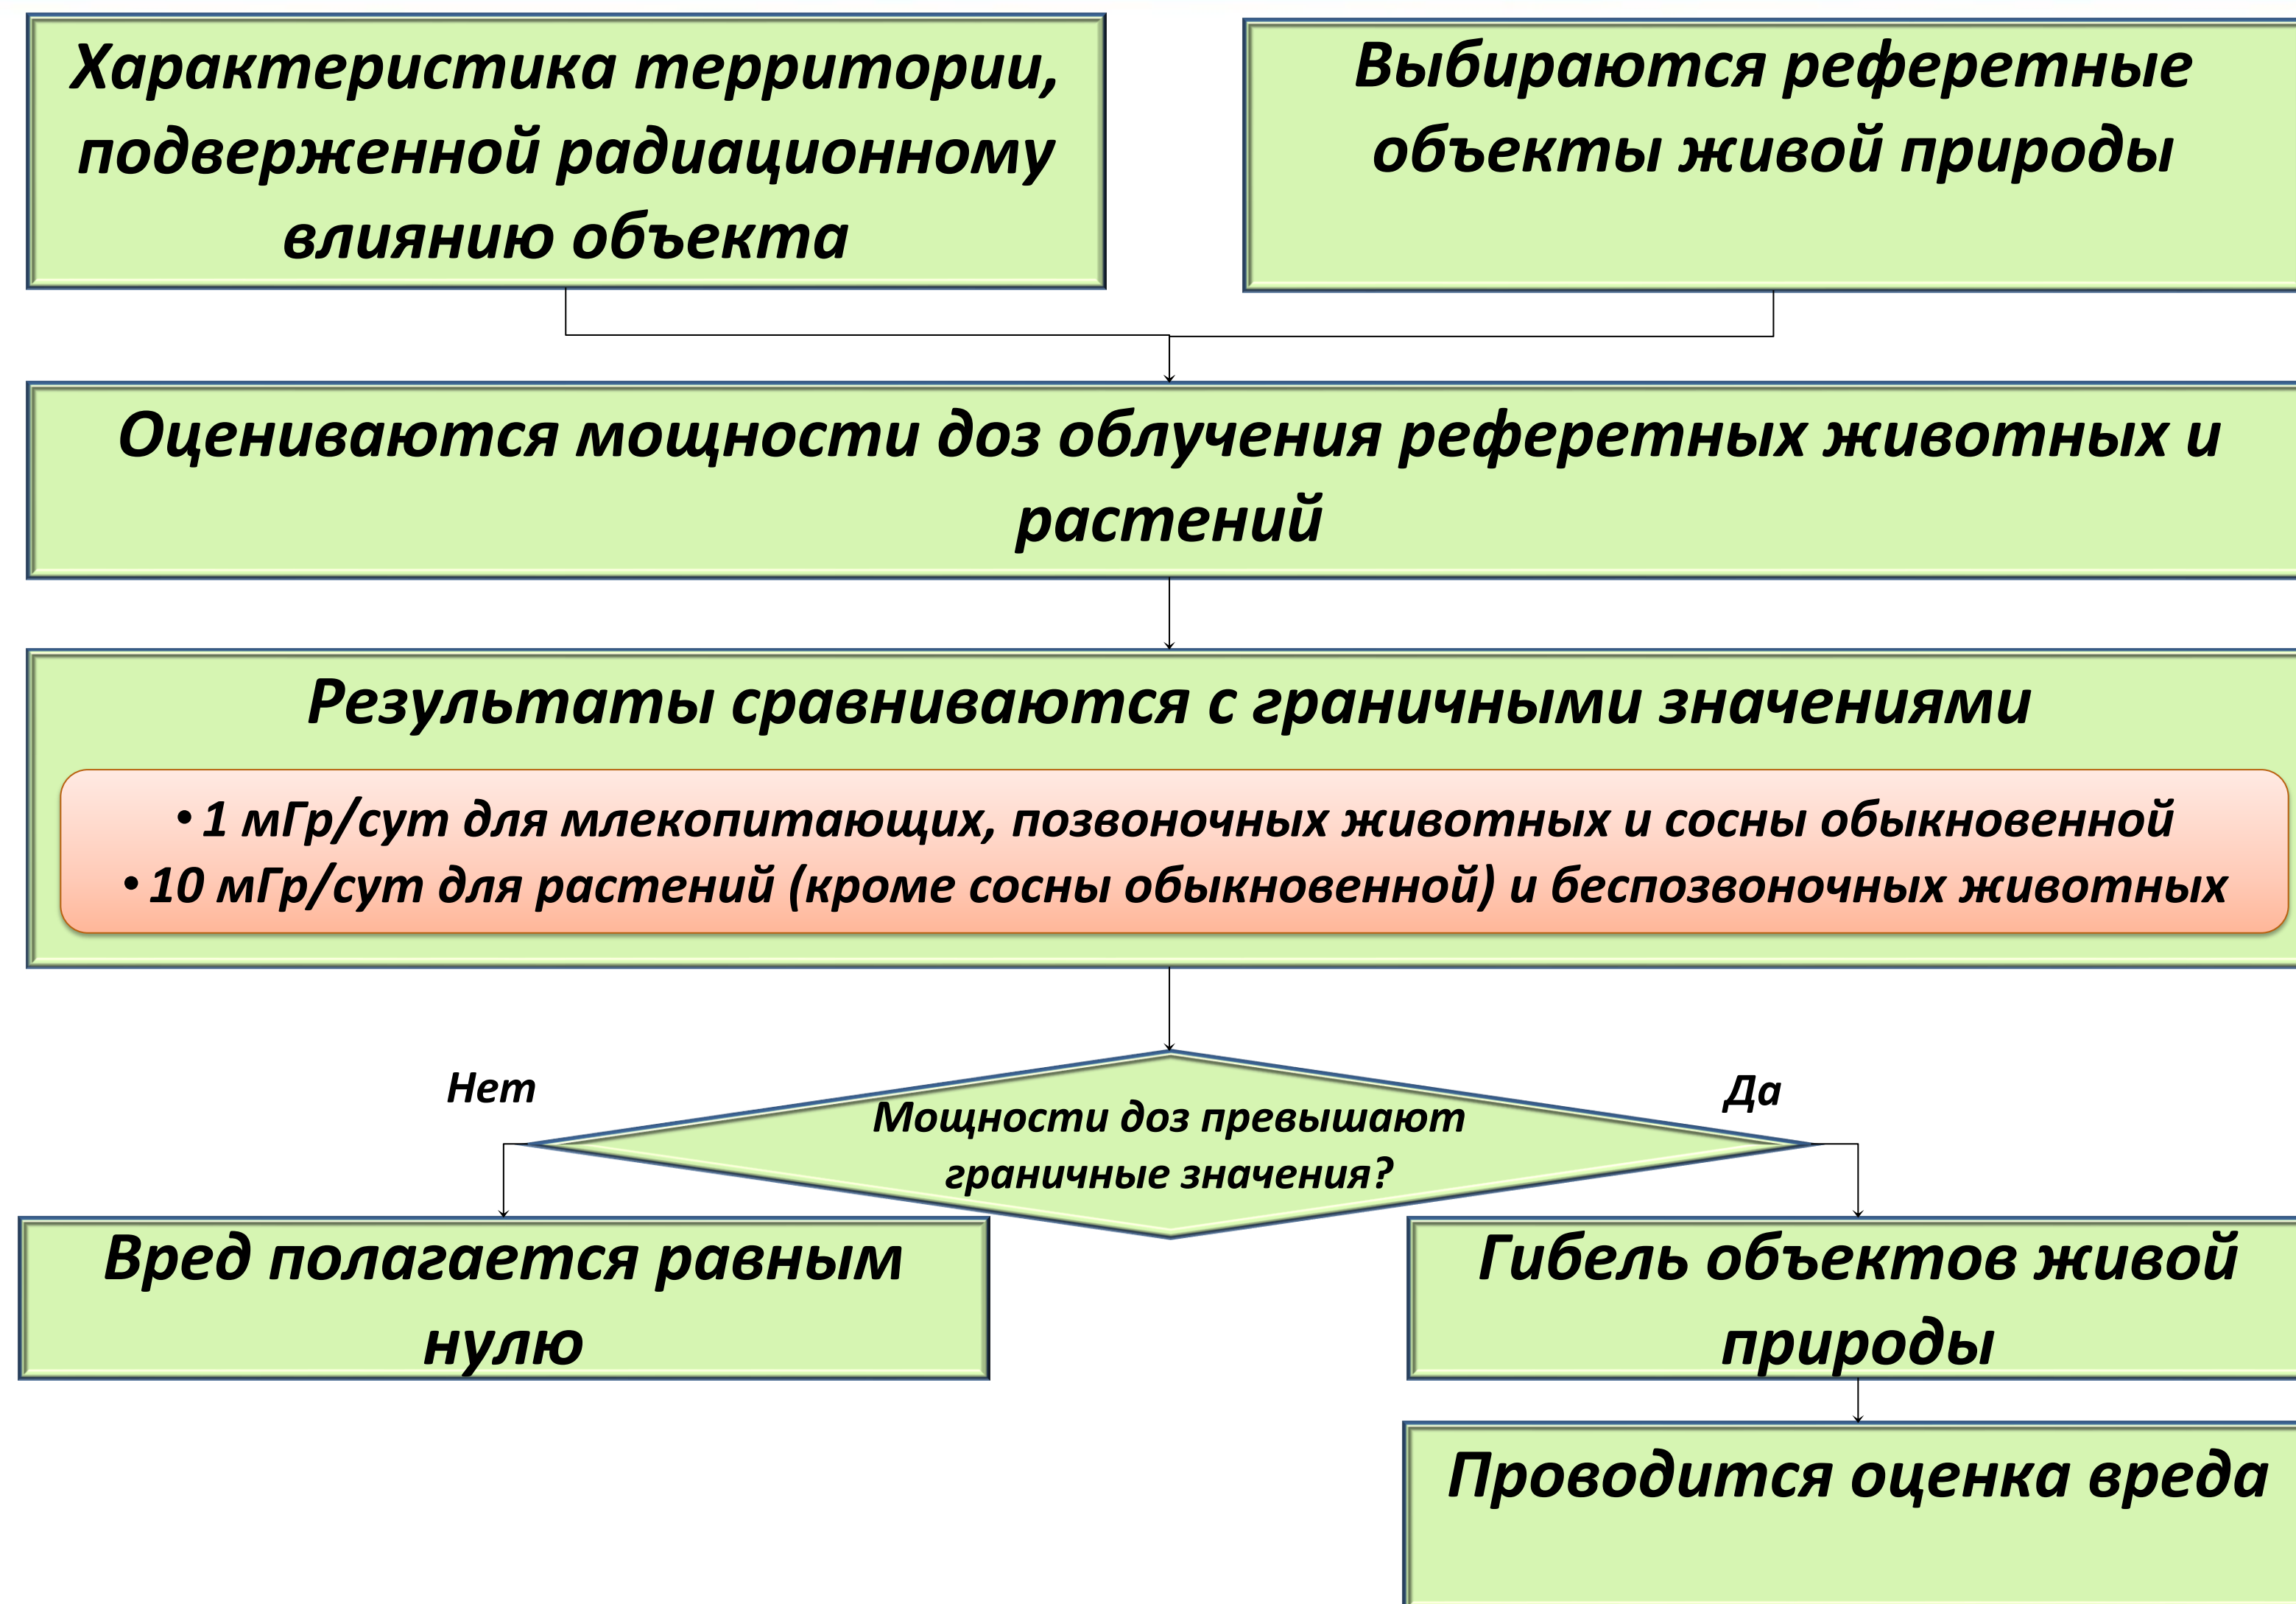 Характеристика территории,
подверженной радиационному
влиянию объекта
Выбираются реферетные
объекты живой природы
Оцениваются мощности доз облучения реферетных животных и
растений
Результаты сравниваются с граничными значениями
• 1 мГр/сут для млекопитающих, позвоночных животных и сосны обыкновенной
• 10 мГр/сут для растений (кроме сосны обыкновенной) и беспозвоночных животных
Нет
Да
Мощности доз превышают
граничные значения?
Вред полагается равным
нулю
Гибель объектов живой
природы
Проводится оценка вреда